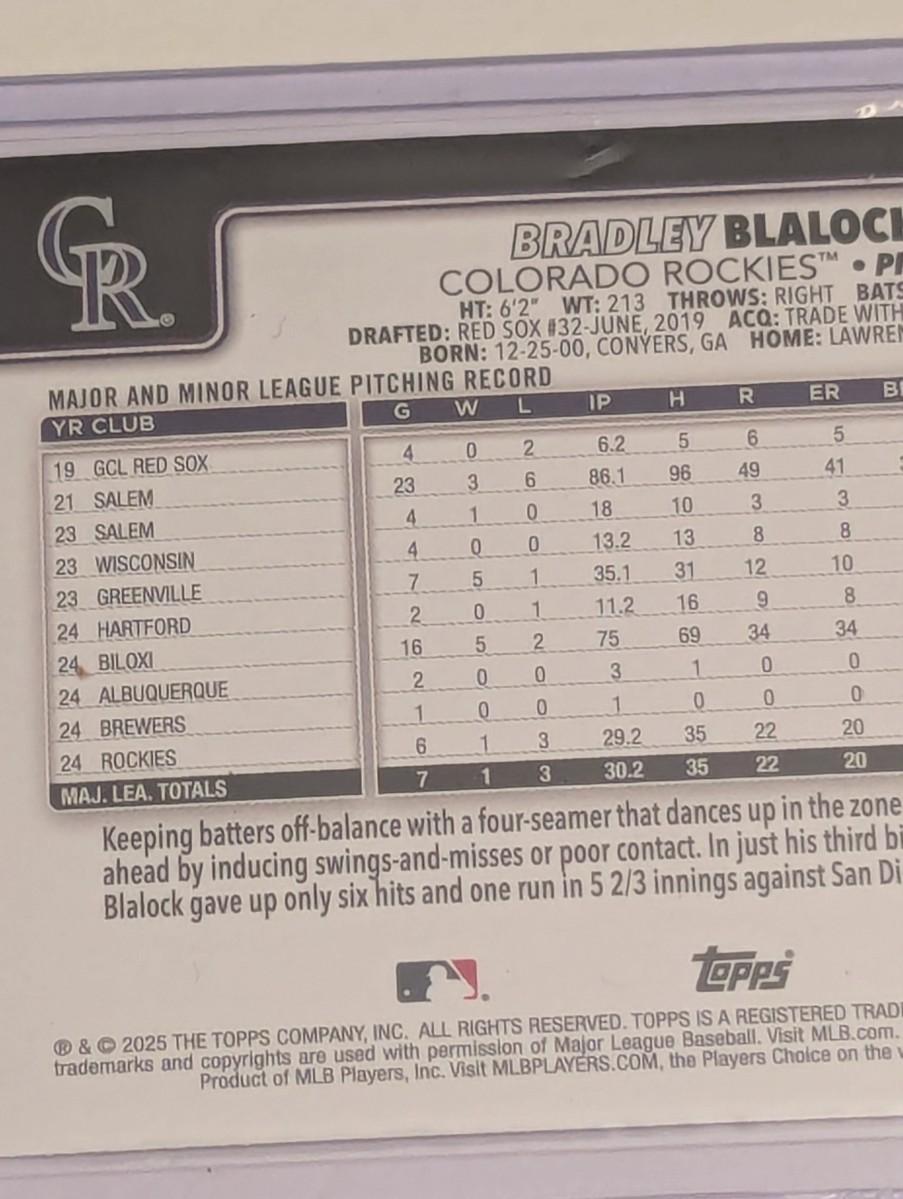 CR®
BRADLEY BLALOCK
COLORADO ROCKIES™ •
HT: 6'2" WT: 213 THROWS: RIGHT BATS
DRAFTED: RED SOX #32-JUNE, 2019 ACQ: TRADE WITH
BORN: 12-25-00, CONYERS, GA HOME:
MAJOR AND MINOR LEAGUE PITCHING RECORD
YR CLUB G W L IP H R ER
19 GCL RED SOX 4 0 2 6.2 5 6 5
21 SALEM 23 3 6 86.1 96 49 41
23 SALEM 4 1 0 18 10 3 3
23 WISCONSIN 4 0 0 13.2 13 8 8
23 GREENVILLE 7 5 1 35.1 31 12 10
24 HARTFORD 2 0 1 11.2 16 9 8
24 BILOXI 16 5 2 75 69 34 34
24 ALBUQUERQUE 2 0 0 3 1 0 0
24 BREWERS 1 0 0 1 0 0 0
24 ROCKIES 6 1 3 29.2 35 22 20
MAJ. LEA. TOTALS 7 1 3 30.2 35 22 20
Keeping batters off-balance with a four-seamer that dances up in the zone
ahead by inducing swings-and-misses or poor contact. In just his third
Blalock gave up only six hits and one run in 5 2/3 innings against San
topps
® & © 2025 THE TOPPS COMPANY, INC. ALL RIGHTS RESERVED. TOPPS IS A REGISTERED
trademarks and copyrights are used with permission of Major League Baseball. Visit MLB.com.
Product of MLB Players, Inc. Visit MLBPLAYERS.COM, the Players Choice on the